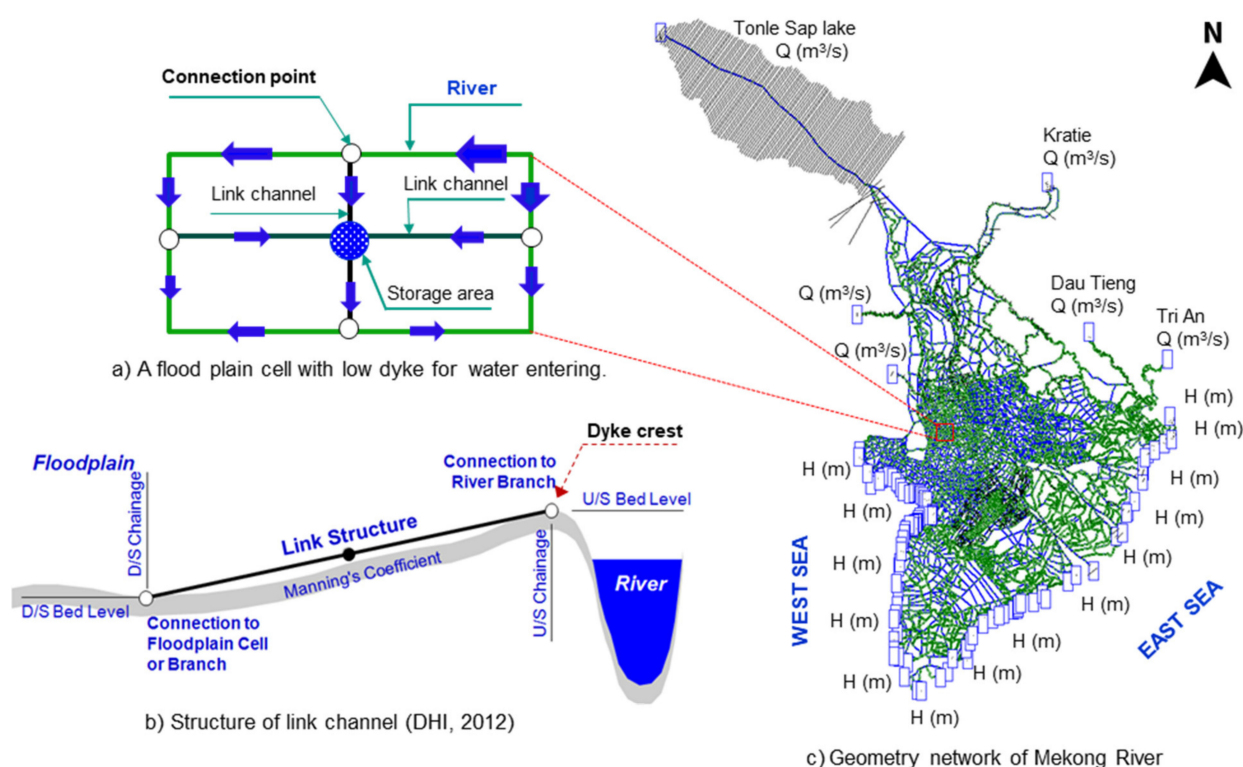 Connection point
River
Link channel
Link channel
Storage area
a) A flood plain cell with low dyke for water entering.
Floodplain
D/S Chainage
D/S Bed Level
Connection to
Floodplain Cell
or Branch
Link Structure
Manning's Coefficient
Connection to
River Branch
Dyke crest
U/S Bed Level
U/S Chainage
River
b) Structure of link channel (DHI, 2012)
Tonle Sap lake
Q (m³/s)
N
Kratie
Q (m³/s)
Q (m³/s)
Q (m³/s)
Dau Tieng
Q (m³/s)
Tri An
Q (m³/s)
H (m)
H (m)
H (m)
H (m)
H (m)
H (m)
H (m)
H (m)
H (m)
H (m)
H (m)
H (m)
H (m)
H (m)
WEST SEA
EAST SEA
c) Geometry network of Mekong River